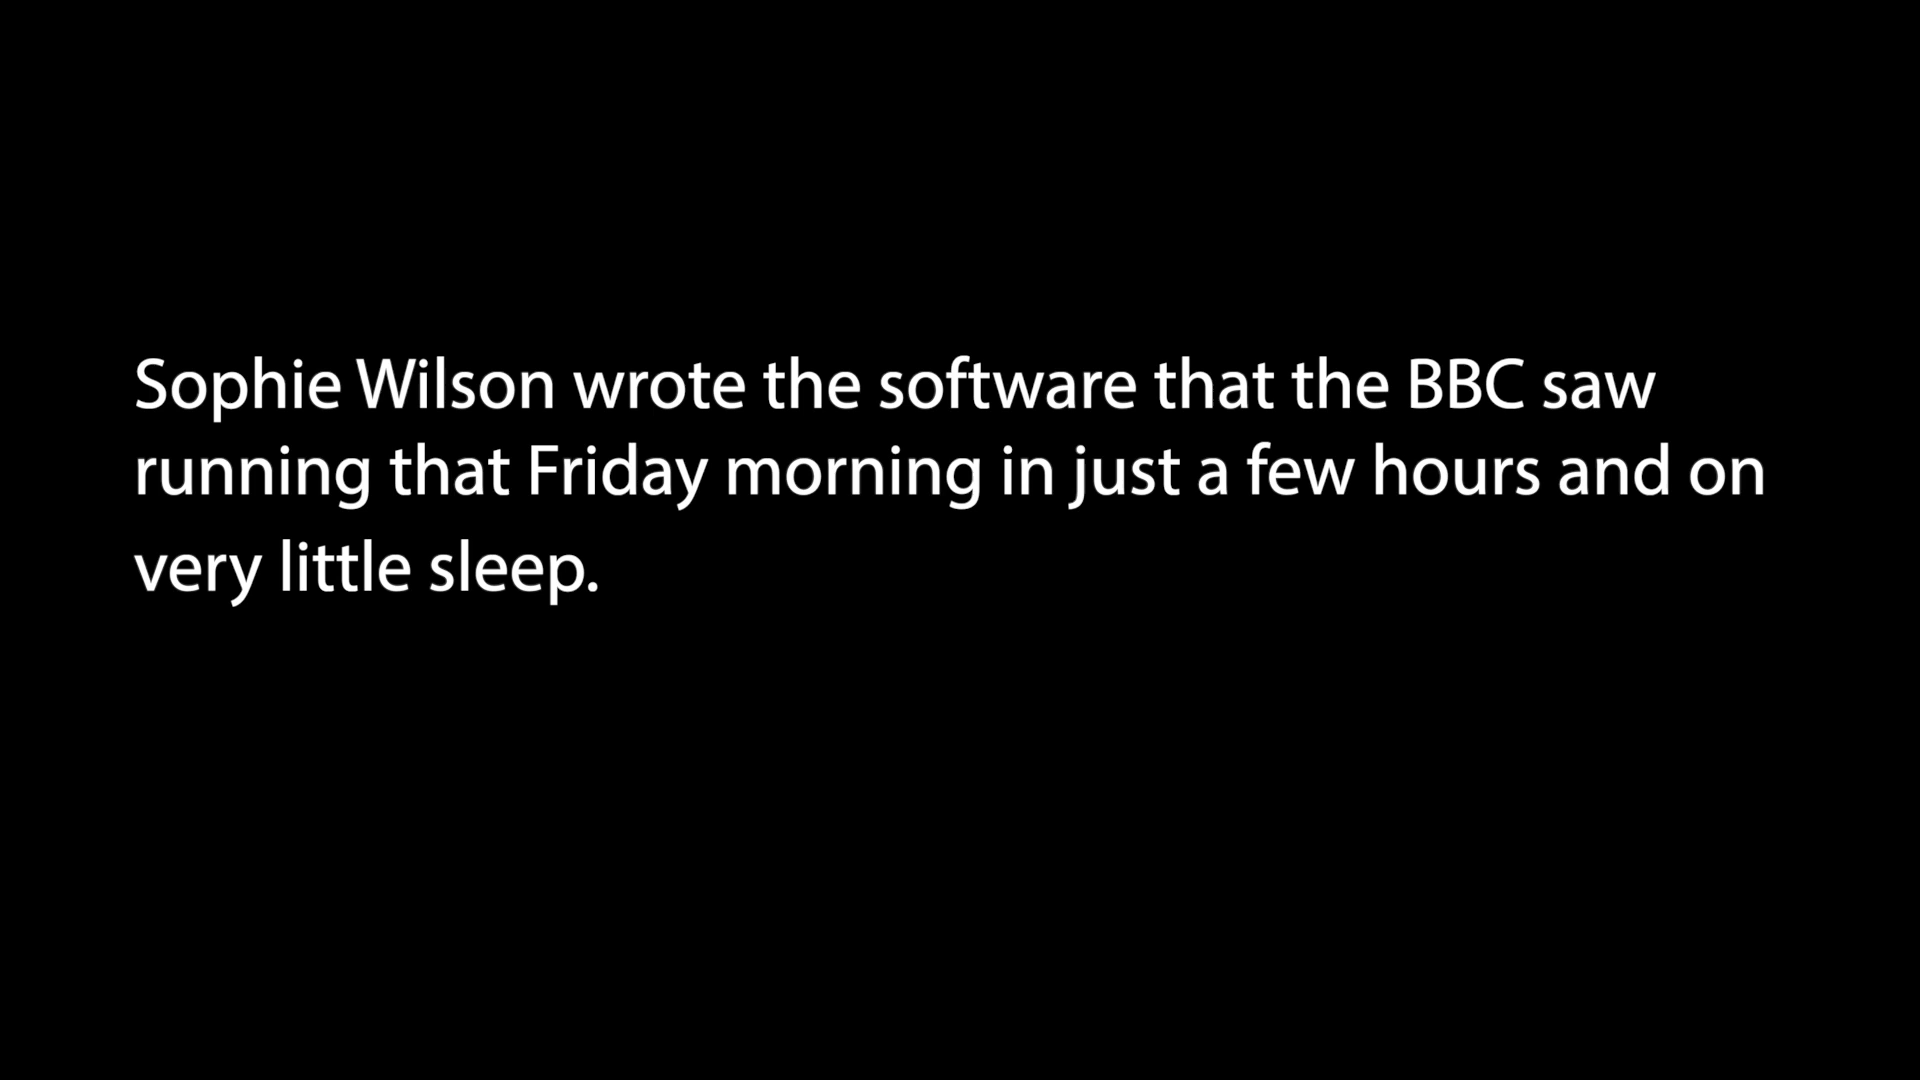 Sophie Wilson wrote the software that the BBC saw
running that Friday morning in just a few hours and on
very little sleep.